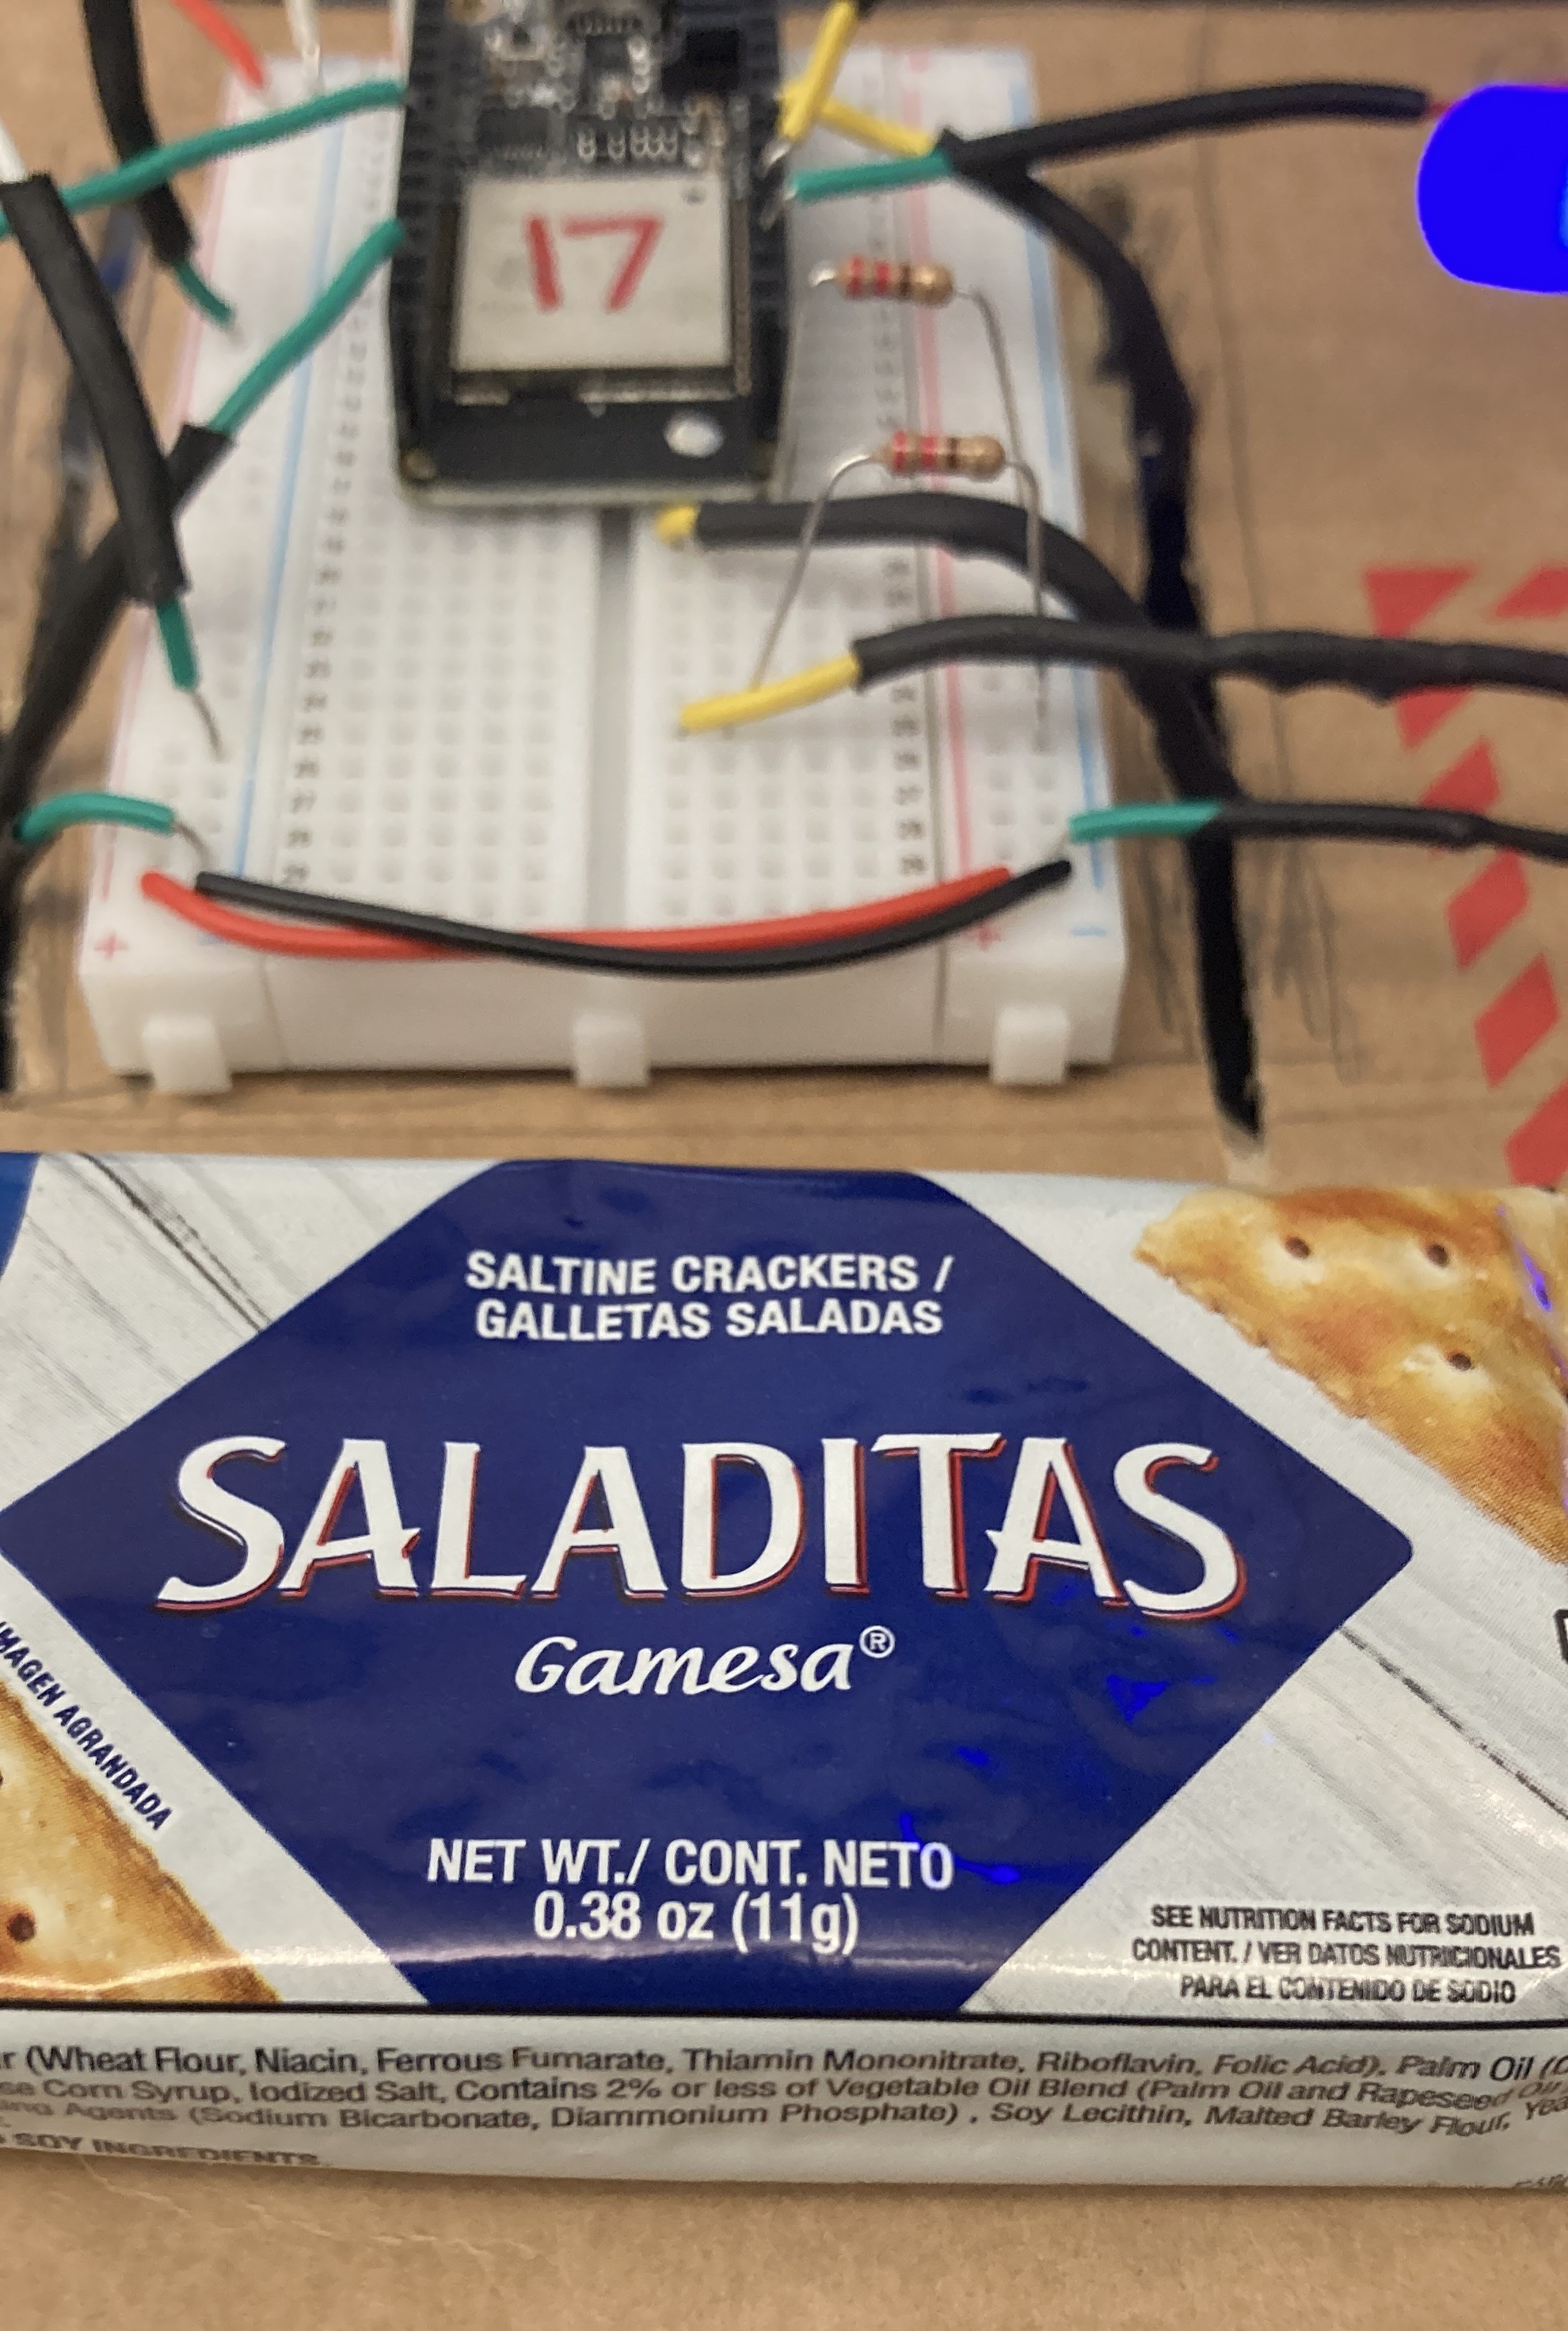 17
+
+
SALTINE CRACKERS /
GALLETAS SALADAS
SALADITAS
Gamesa®
IMAGEN AGRANDADA
NET WT./ CONT. NETO
0.38 oz (11g)
SEE NUTRITION FACTS FOR SODIUM
CONTENT. / VER DATOS NUTRICIONALES
PARA EL CONTENIDO DE SODIO
(Wheat Flour, Niacin, Ferrous Fumarate, Thiamin Mononitrate, Riboflavin, Folic Acid), Palm Oil
Corn Syrup, Iodized Salt, Contains 2% or less of Vegetable Oil Blend (Palm Oil and Rapeseed Oil
Agents (Sodium Bicarbonate, Diammonium Phosphate) , Soy Lecithin, Malted Barley Flour,
SOY INGREDIENTS.